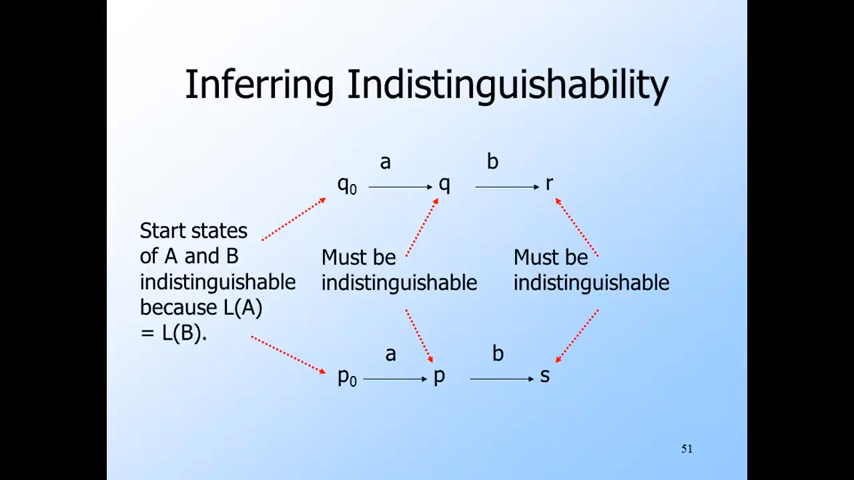 Inferring Indistinguishability
a b
q₀ q r
Start states
of A and B
indistinguishable
because L(A)
= L(B).
Must be
indistinguishable
Must be
indistinguishable
a b
p₀ p s
51